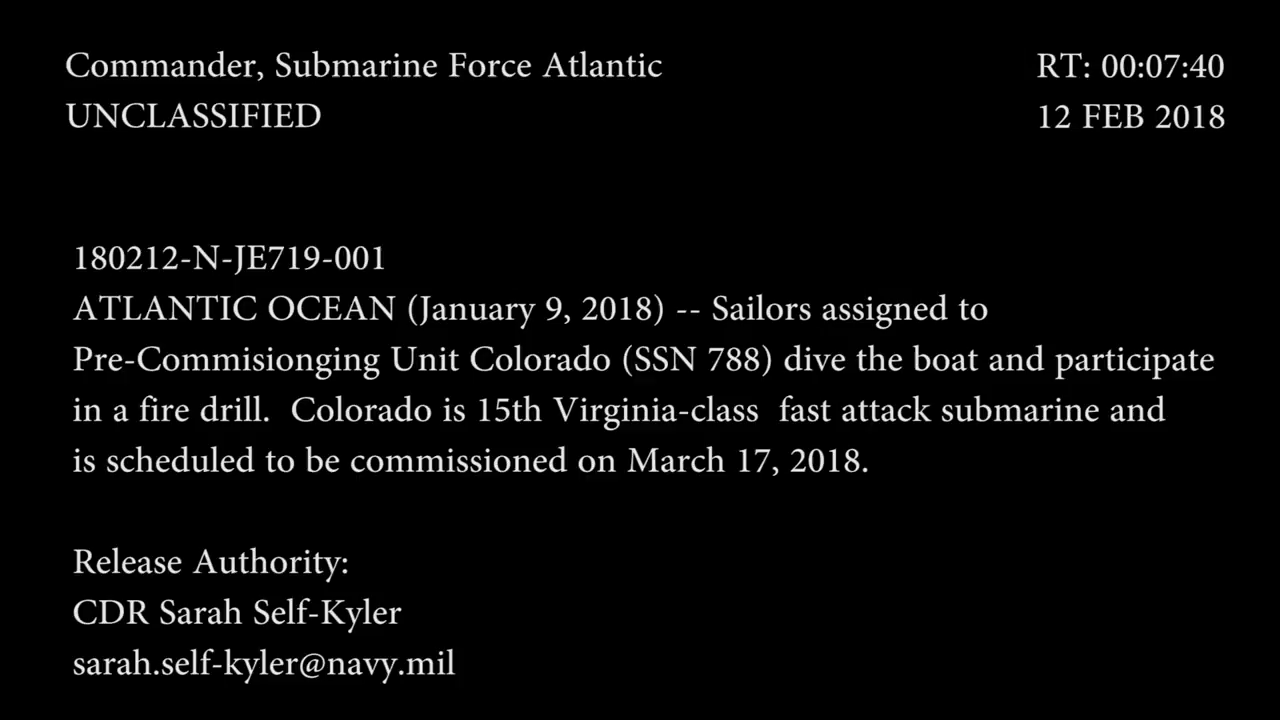 Commander, Submarine Force Atlantic RT: 00:07:40
UNCLASSIFIED 12 FEB 2018
180212-N-JE719-001
ATLANTIC OCEAN (January 9, 2018) -- Sailors assigned to
Pre-Commisionging Unit Colorado (SSN 788) dive the boat and participate
in a fire drill.  Colorado is 15th Virginia-class  fast attack submarine and
is scheduled to be commissioned on March 17, 2018.
Release Authority:
CDR Sarah Self-Kyler
sarah.self-kyler@navy.mil